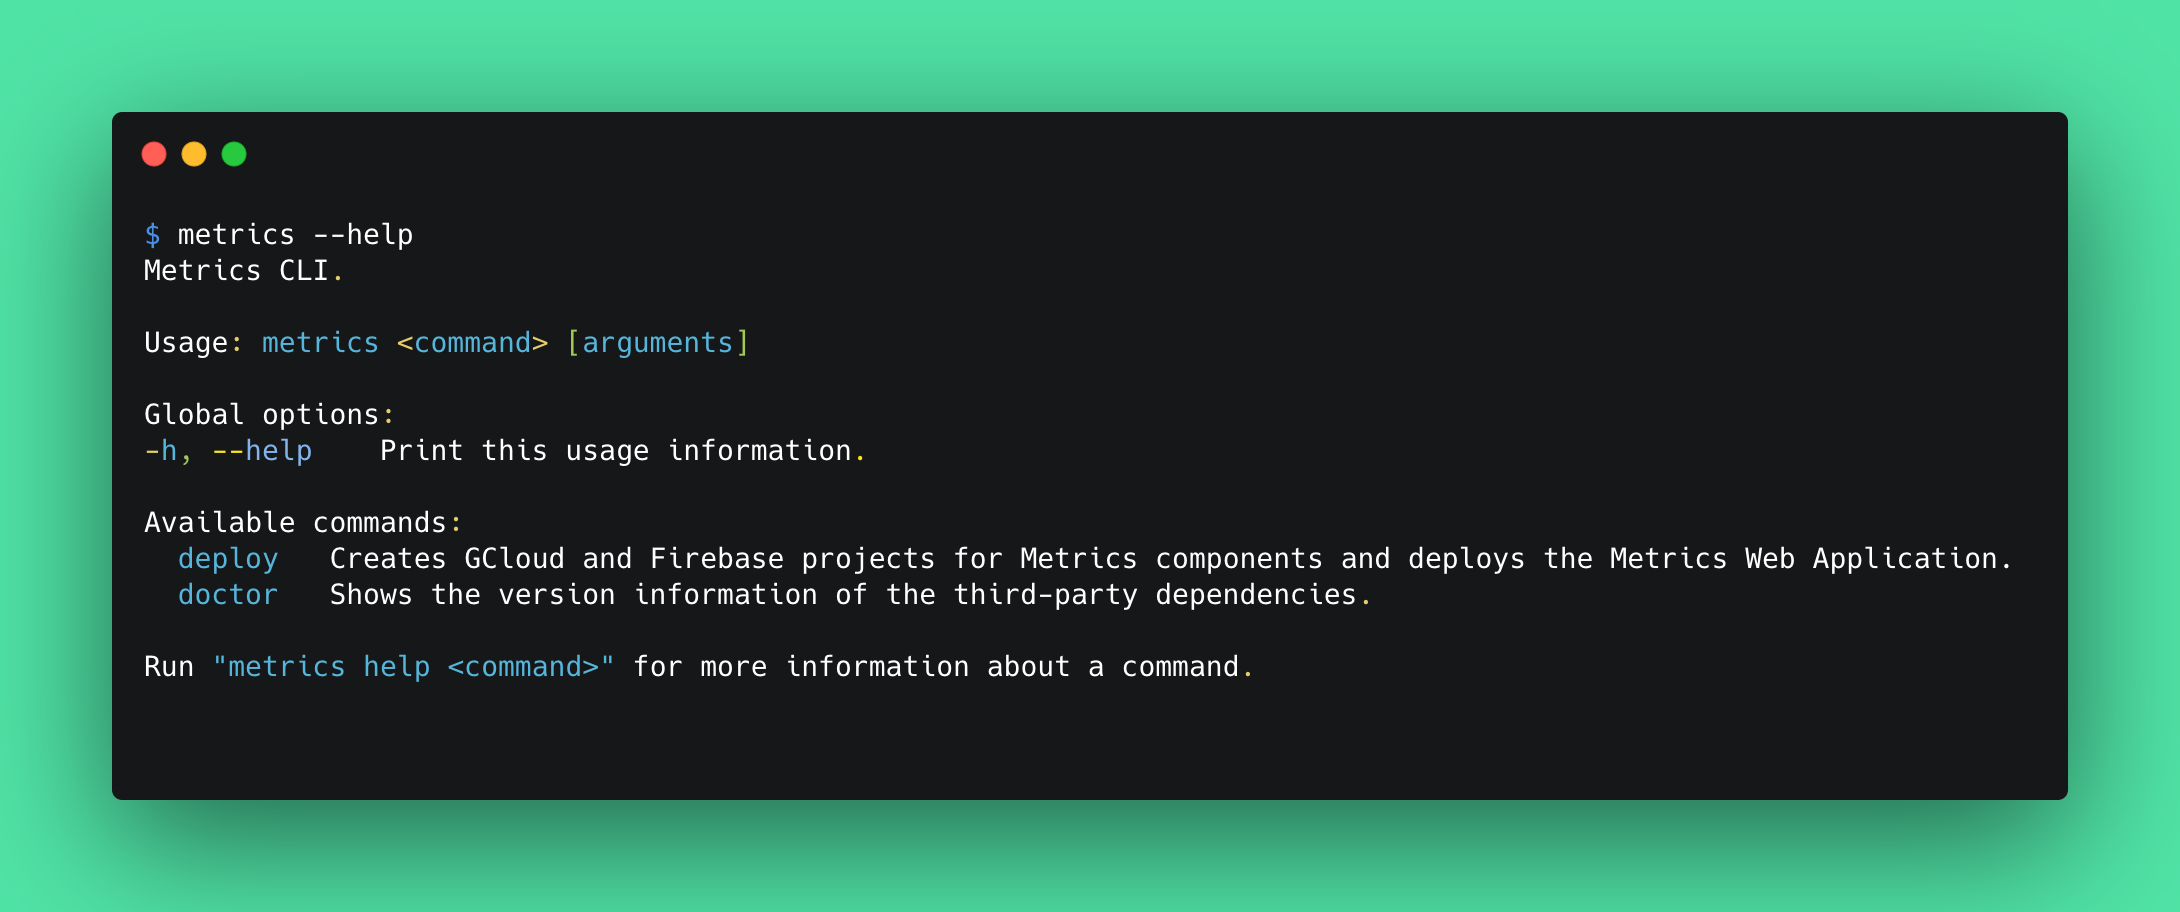 $ metrics --help
Metrics CLI.
Usage: metrics <command> [arguments]
Global options:
-h, --help    Print this usage information.
Available commands:
  deploy   Creates GCloud and Firebase projects for Metrics components and deploys the Metrics Web Application.
  doctor   Shows the version information of the third-party dependencies.
Run "metrics help <command>" for more information about a command.